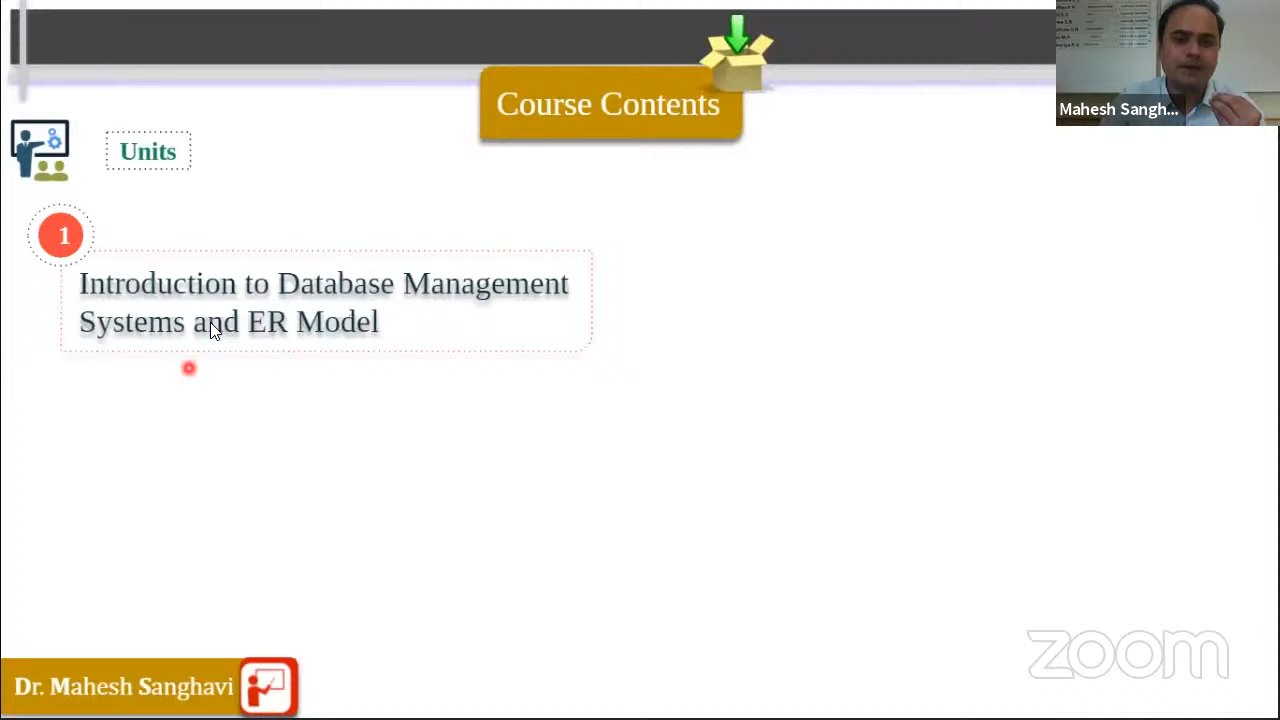 Course Contents
Mahesh Sangh...
Units
1
Introduction to Database Management
Systems and ER Model
zoom
Dr. Mahesh Sanghavi